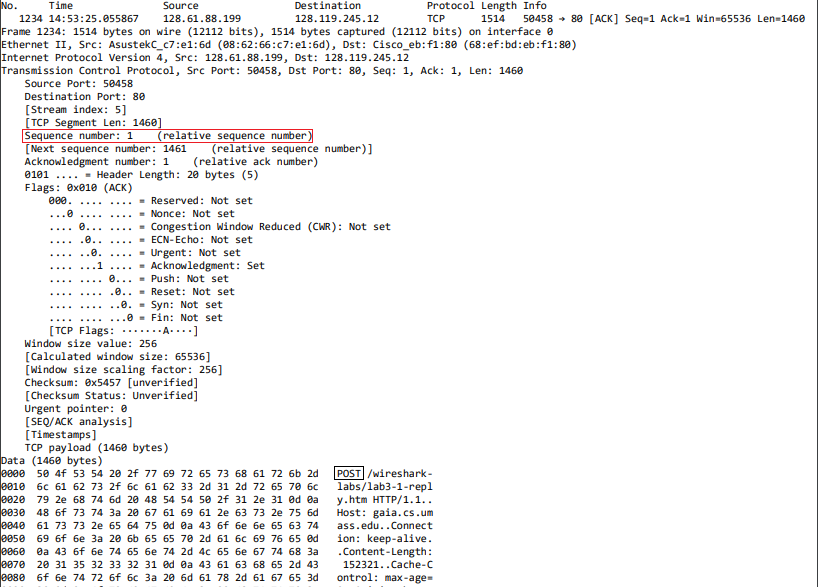 No. Time Source Destination Protocol Length Info
1234 14:53:25.055867 128.61.88.199 128.119.245.12 TCP 1514 50458 → 80 [ACK] Seq=1 Ack=1 Win=65536 Len=1460
Frame 1234: 1514 bytes on wire (12112 bits), 1514 bytes captured (12112 bits) on interface 0
Ethernet II, Src: AsustekC_c7:e1:6d (08:62:66:c7:e1:6d), Dst: Cisco_eb:f1:80 (68:ef:bd:eb:f1:80)
Internet Protocol Version 4, Src: 128.61.88.199, Dst: 128.119.245.12
Transmission Control Protocol, Src Port: 50458, Dst Port: 80, Seq: 1, Ack: 1, Len: 1460
Source Port: 50458
Destination Port: 80
[Stream index: 5]
[TCP Segment Len: 1460]
Sequence number: 1 (relative sequence number)
[Next sequence number: 1461 (relative sequence number)]
Acknowledgment number: 1 (relative ack number)
0101 .... = Header Length: 20 bytes (5)
Flags: 0x010 (ACK)
000. .... .... = Reserved: Not set
...0 .... .... = Nonce: Not set
.... 0... .... = Congestion Window Reduced (CWR): Not set
.... .0.. .... = ECN-Echo: Not set
.... ..0. .... = Urgent: Not set
.... ...1 .... = Acknowledgment: Set
.... .... 0... = Push: Not set
.... .... .0.. = Reset: Not set
.... .... ..0. = Syn: Not set
.... .... ...0 = Fin: Not set
[TCP Flags: ·······A····]
Window size value: 256
[Calculated window size: 65536]
[Window size scaling factor: 256]
Checksum: 0x5457 [unverified]
[Checksum Status: Unverified]
Urgent pointer: 0
[SEQ/ACK analysis]
[Timestamps]
TCP payload (1460 bytes)
Data (1460 bytes)
0000 50 4f 53 54 20 2f 77 69 72 65 73 68 61 72 6b 2d POST /wireshark-
0010 6c 61 62 73 2f 6c 61 62 33 2d 31 2d 72 65 70 6c labs/lab3-1-repl
0020 79 2e 68 74 6d 20 48 54 54 50 2f 31 2e 31 0d 0a y.htm HTTP/1.1..
0030 48 6f 73 74 3a 20 67 61 69 61 2e 63 73 2e 75 6d Host: gaia.cs.um
0040 61 73 73 2e 65 64 75 0d 0a 43 6f 6e 6e 65 63 74 ass.edu..Connect
0050 69 6f 6e 3a 20 6b 65 65 70 2d 61 6c 69 76 65 0d ion: keep-alive.
0060 0a 43 6f 6e 74 65 6e 74 2d 4c 65 6e 67 74 68 3a .Content-Length:
0070 20 31 35 32 33 32 31 0d 0a 43 61 63 68 65 2d 43 152321..Cache-C
0080 6f 6e 74 72 6f 6c 3a 20 6d 61 78 2d 61 67 65 3d ontrol: max-age=